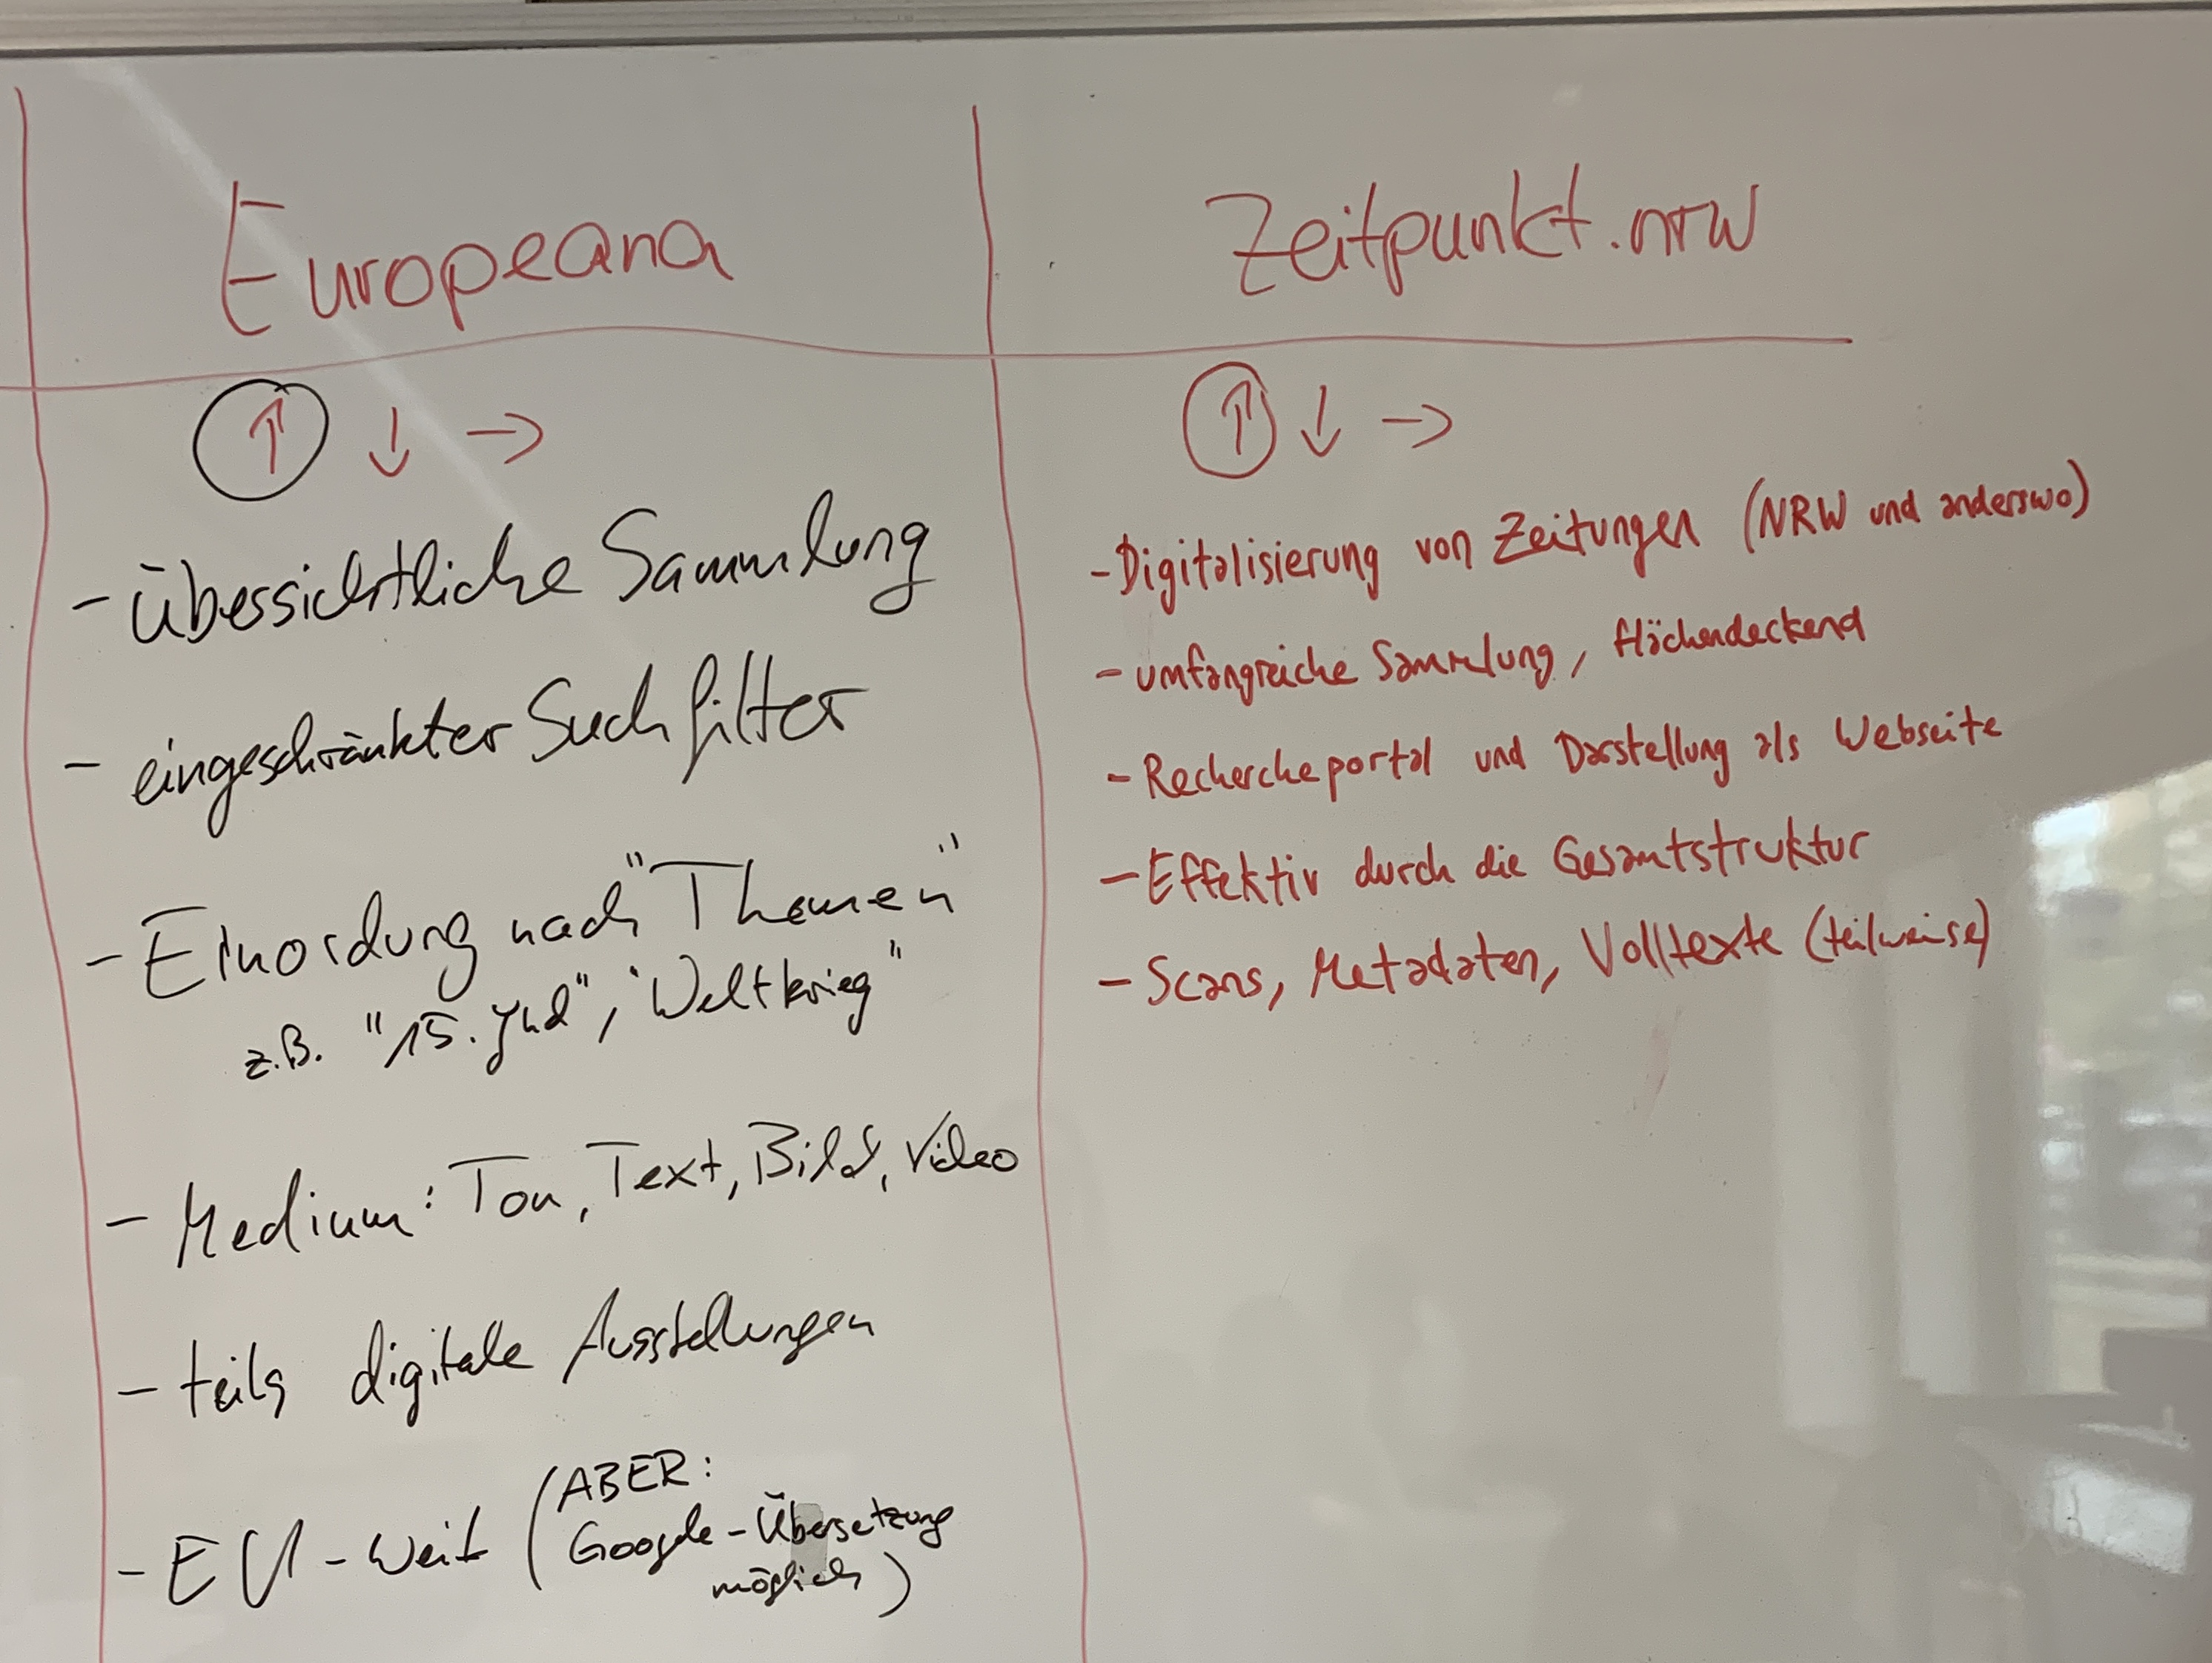 Europeana
↑ ↓ →
- übersichtliche Sammlung
- eingeschränkter Suchfilter
- Einordung nach "Themen"
z.B. "15. Jhd", "Weltkrieg"
- Medium: Ton, Text, Bild, Video
- teils digitale Ausstellungen
- EU-weit (ABER:
Google-Übersetzung
möglich)
Zeitpunkt.nrw
↑ ↓ →
- Digitalisierung von Zeitungen (NRW und anderswo)
- umfangreiche Sammlung, flächendeckend
- Rechercheportal und Darstellung als Webseite
- Effektiv durch die Gesamtstruktur
- Scans, Metadaten, Volltexte (teilweise)